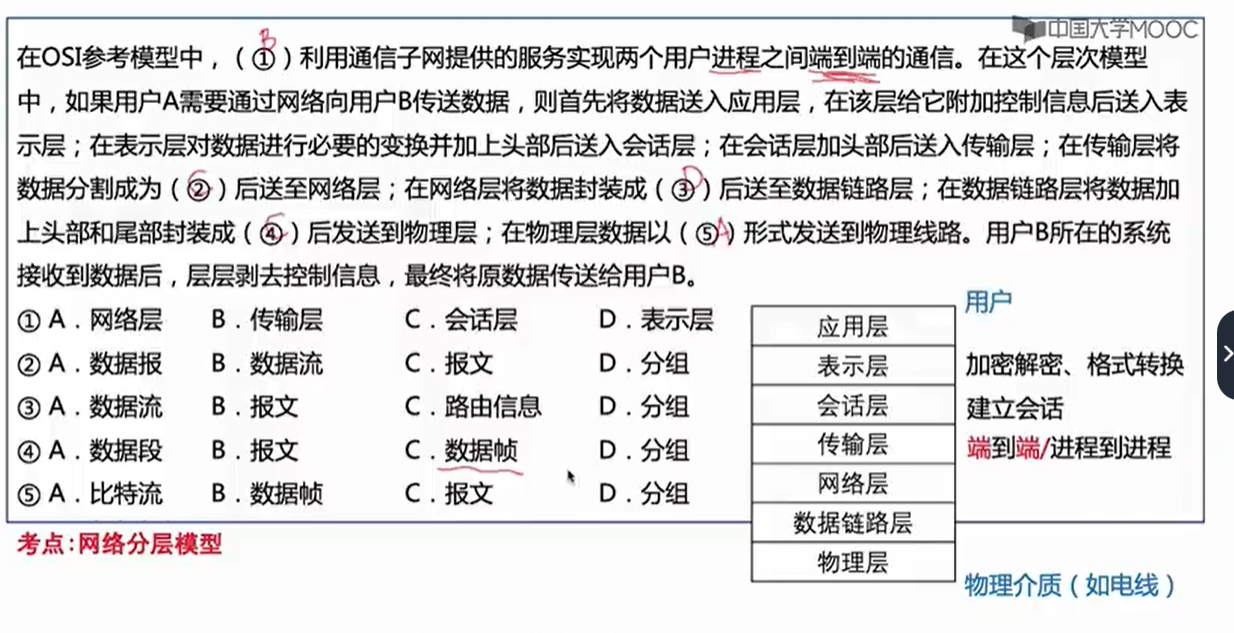 中国大学MOOC
B
在OSI参考模型中，（①）利用通信子网提供的服务实现两个用户进程之间端到端的通信。在这个层次模型
中，如果用户A需要通过网络向用户B传送数据，则首先将数据送入应用层，在该层给它附加控制信息后送入表
示层；在表示层对数据进行必要的变换并加上头部后送入会话层；在会话层加头部后送入传输层；在传输层将
数据分割成为（②C）后送至网络层；在网络层将数据封装成（③D）后送至数据链路层；在数据链路层将数据加
上头部和尾部封装成（④C）后发送到物理层；在物理层数据以（⑤A）形式发送到物理线路。用户B所在的系统
接收到数据后，层层剥去控制信息，最终将原数据传送给用户B。
① A．网络层 B．传输层 C．会话层 D．表示层
② A．数据报 B．数据流 C．报文 D．分组
③ A．数据流 B．报文 C．路由信息 D．分组
④ A．数据段 B．报文 C．数据帧 D．分组
⑤ A．比特流 B．数据帧 C．报文 D．分组
考点:网络分层模型
用户
应用层
表示层 加密解密、格式转换
会话层 建立会话
传输层 端到端/进程到进程
网络层
数据链路层
物理层
物理介质（如电线）